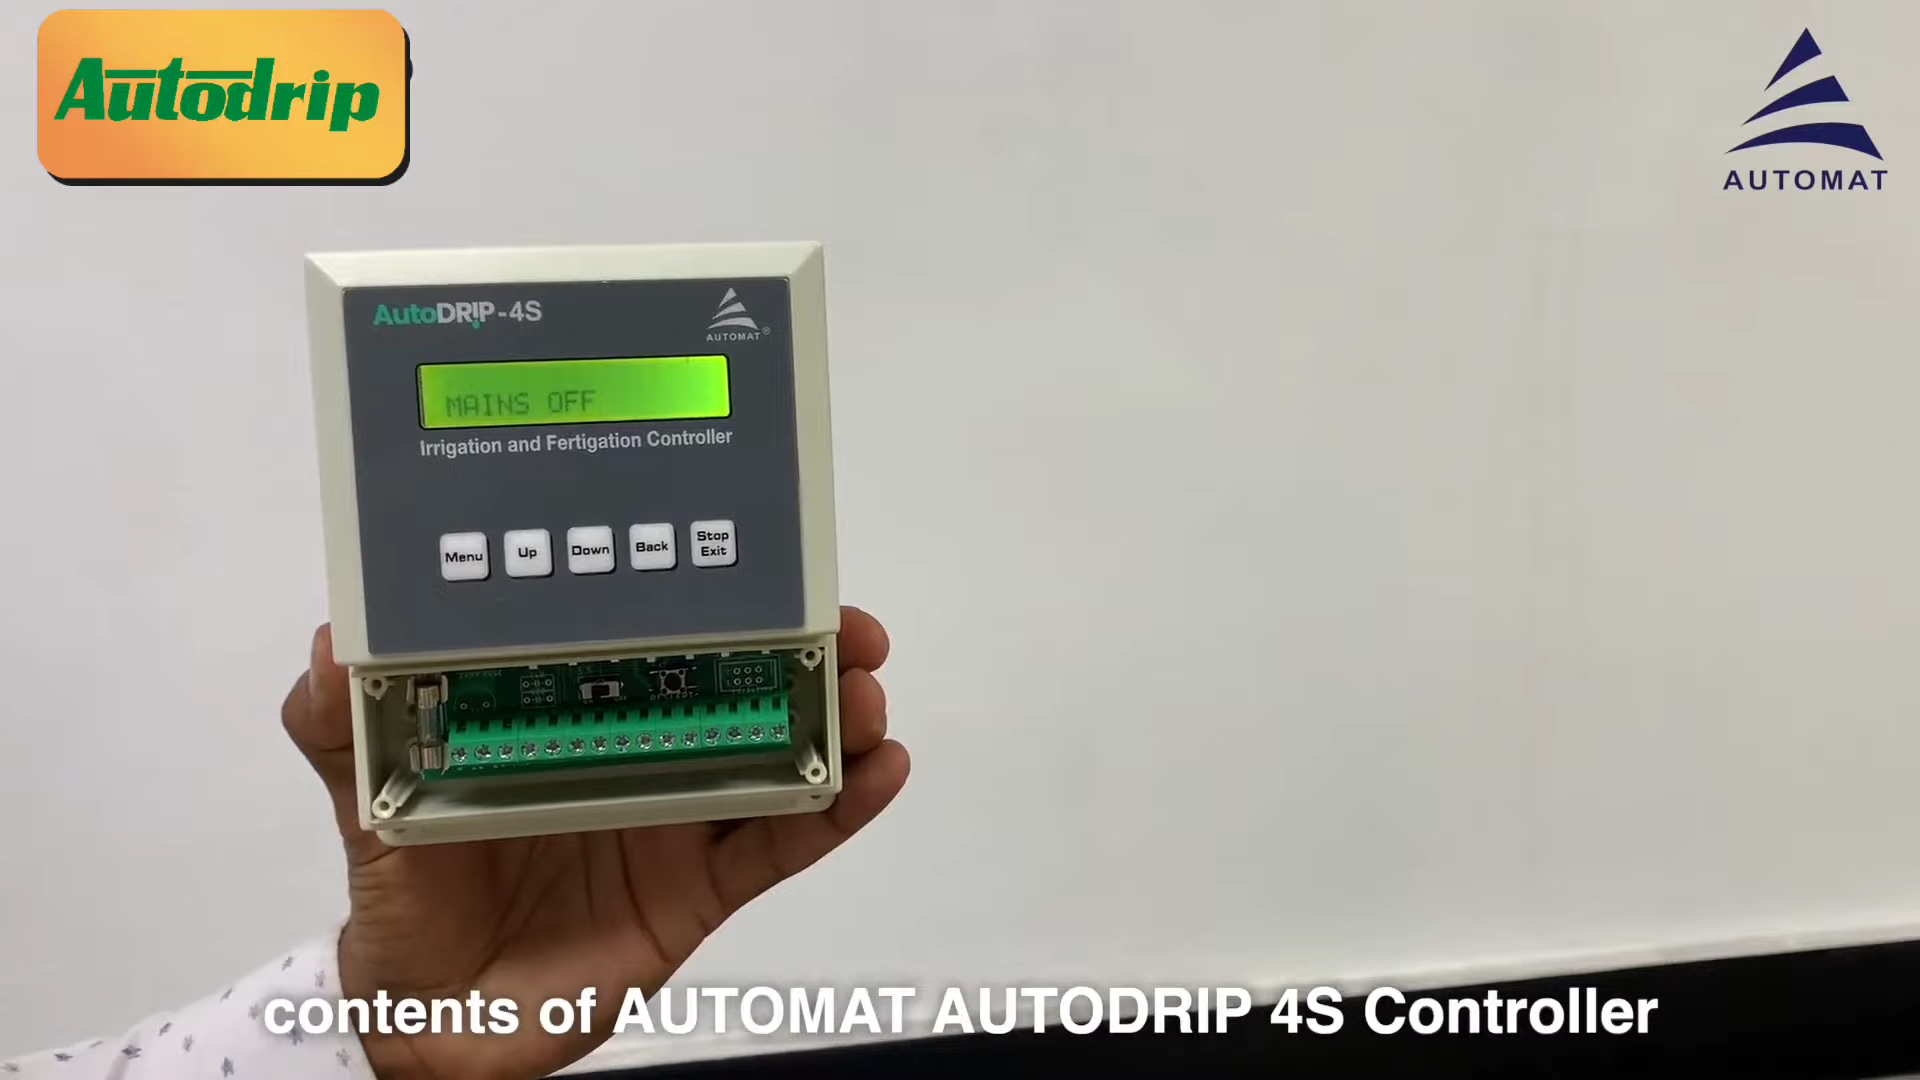 Autodrip
AUTOMAT
AutoDRIP-4S
AUTOMAT®
MAINS OFF
Irrigation and Fertigation Controller
Menu
Up
Down
Back
Stop
Exit
contents of AUTOMAT AUTODRIP 4S Controller